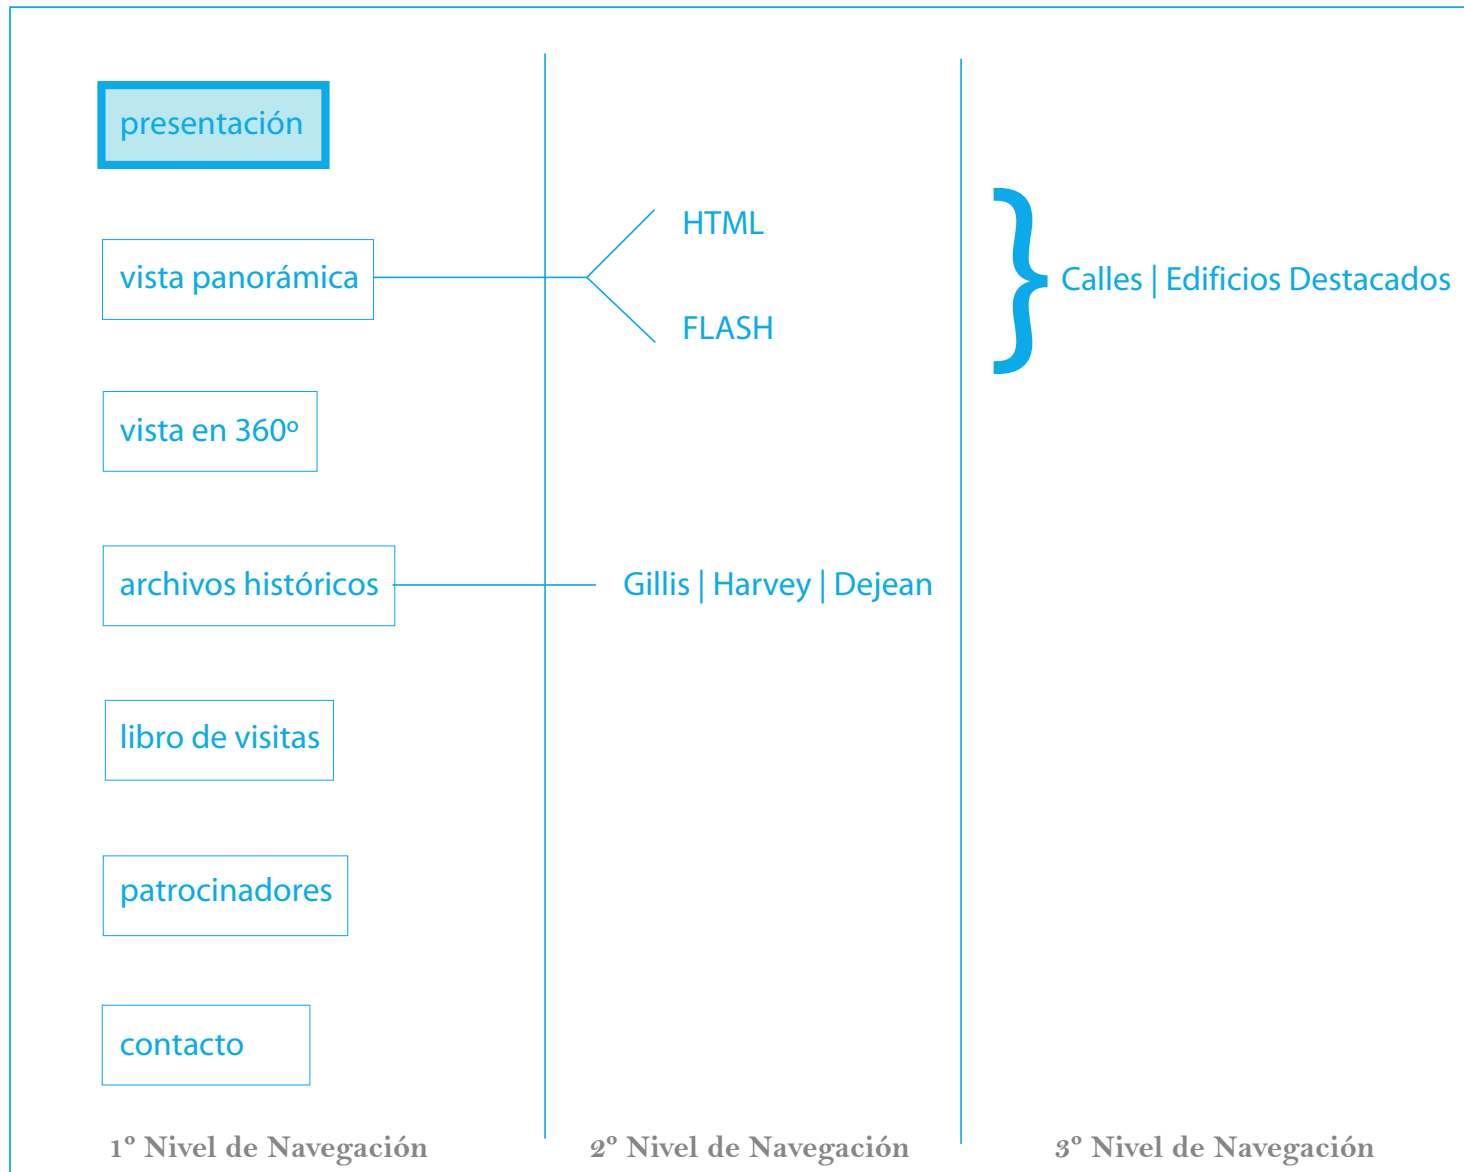 presentación
vista panorámica
HTML
FLASH
} Calles | Edificios Destacados
vista en 360º
archivos históricos
Gillis | Harvey | Dejean
libro de visitas
patrocinadores
contacto
1º Nivel de Navegación
2º Nivel de Navegación
3º Nivel de Navegación